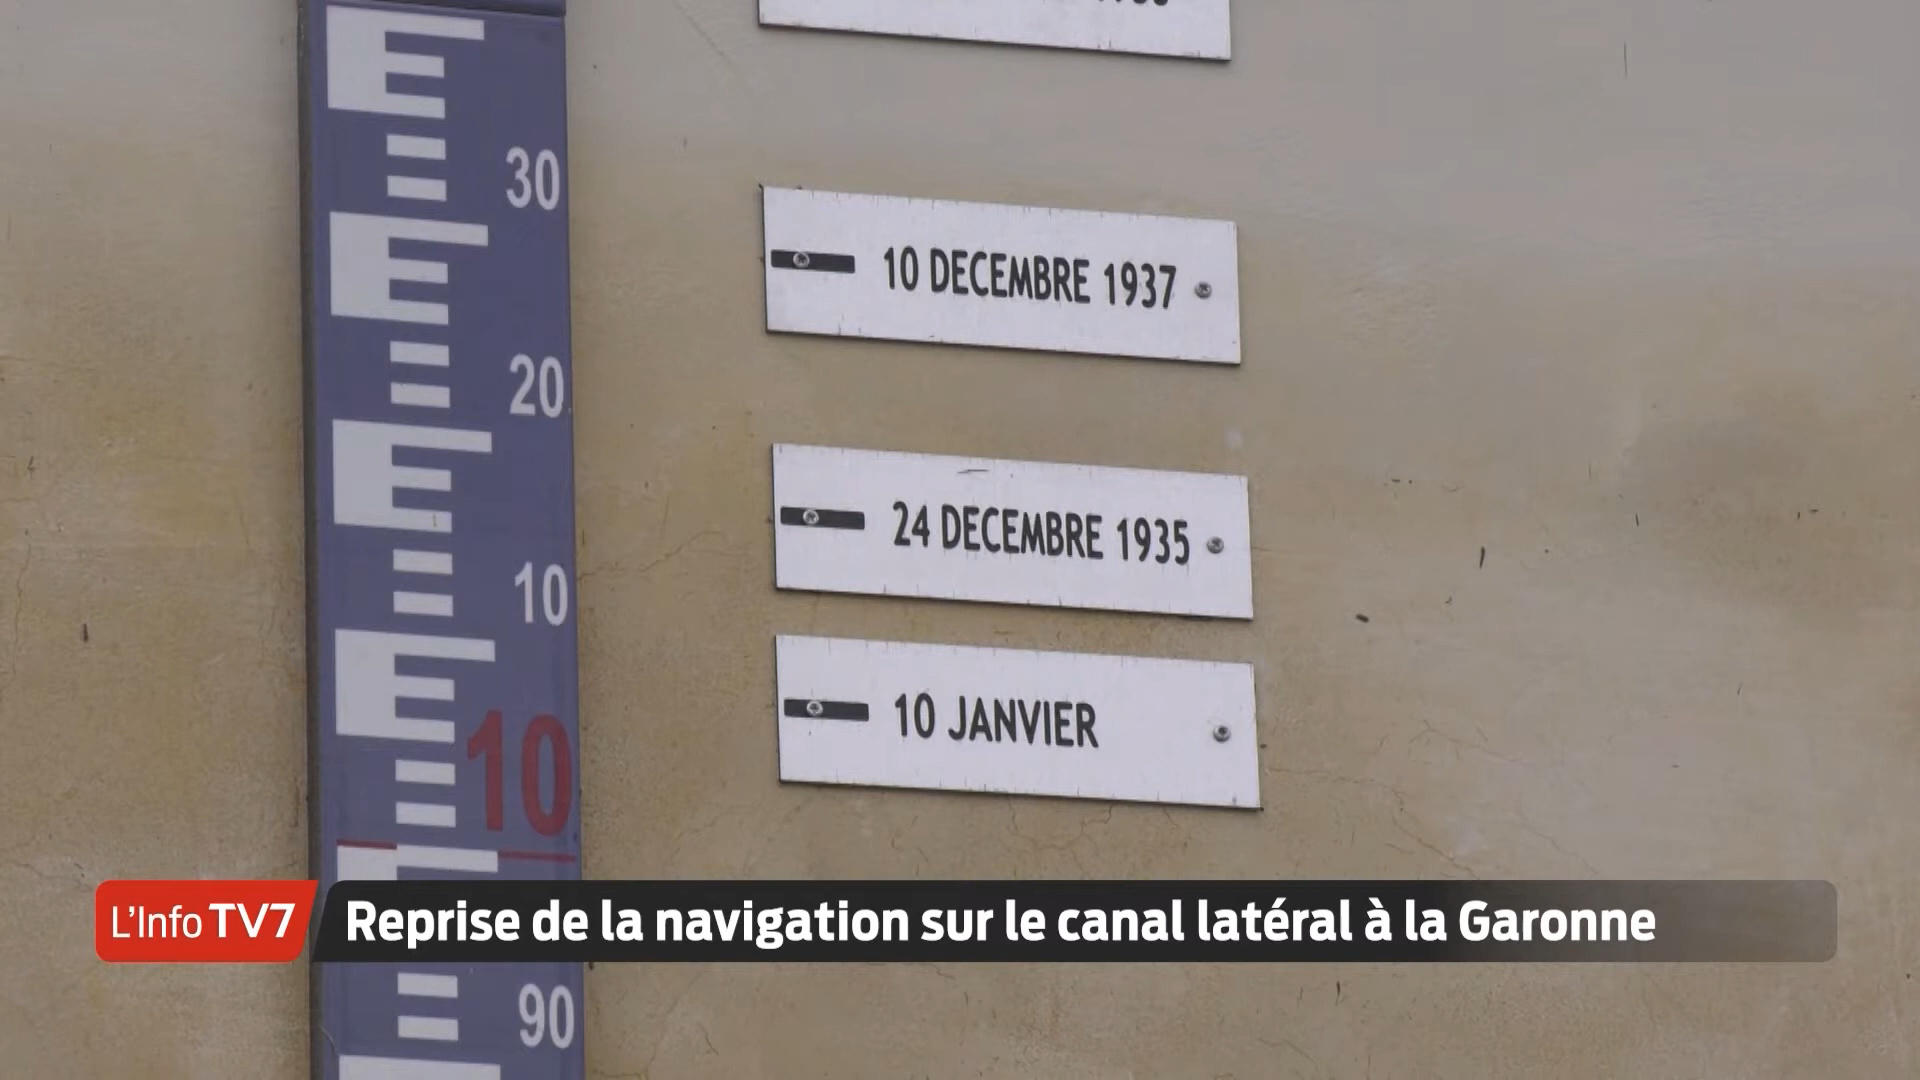 30
20
10
10
90
10 DECEMBRE 1937
24 DECEMBRE 1935
10 JANVIER
L'Info TV7
Reprise de la navigation sur le canal latéral à la Garonne